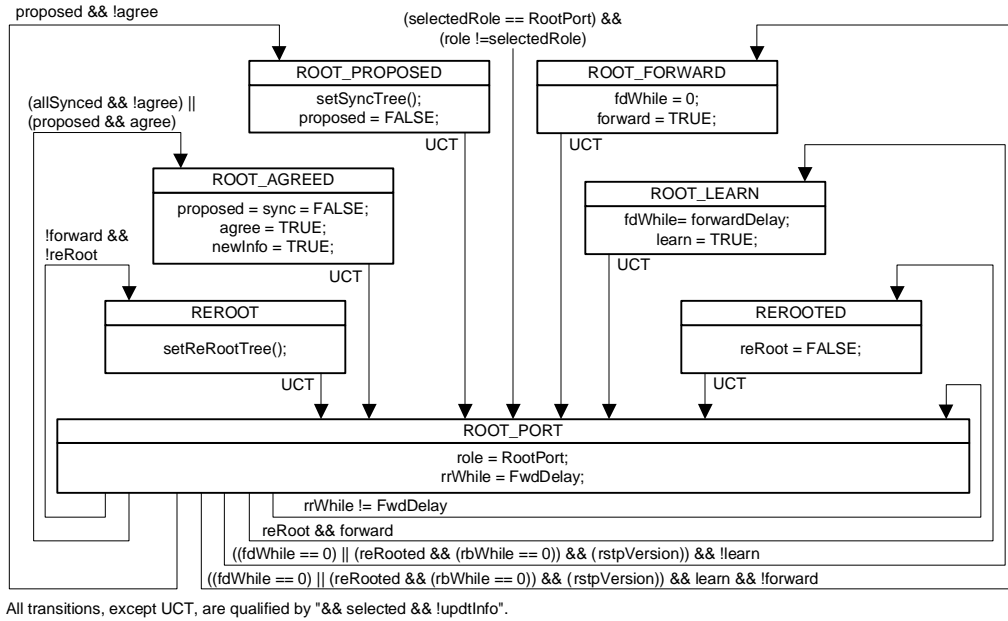 proposed && !agree
(selectedRole == RootPort) &&
(role !=selectedRole)
ROOT_PROPOSED
setSyncTree();
proposed = FALSE;
UCT
ROOT_FORWARD
fdWhile = 0;
forward = TRUE;
UCT
(allSynced && !agree) ||
(proposed && agree)
ROOT_AGREED
proposed = sync = FALSE;
agree = TRUE;
newInfo = TRUE;
UCT
ROOT_LEARN
fdWhile= forwardDelay;
learn = TRUE;
UCT
!forward &&
!reRoot
REROOT
setReRootTree();
UCT
REROOTED
reRoot = FALSE;
UCT
ROOT_PORT
role = RootPort;
rrWhile = FwdDelay;
rrWhile != FwdDelay
reRoot && forward
((fdWhile == 0) || (reRooted && (rbWhile == 0)) && (rstpVersion)) && !learn
((fdWhile == 0) || (reRooted && (rbWhile == 0)) && (rstpVersion)) && learn && !forward
All transitions, except UCT, are qualified by "&& selected && !updtInfo".